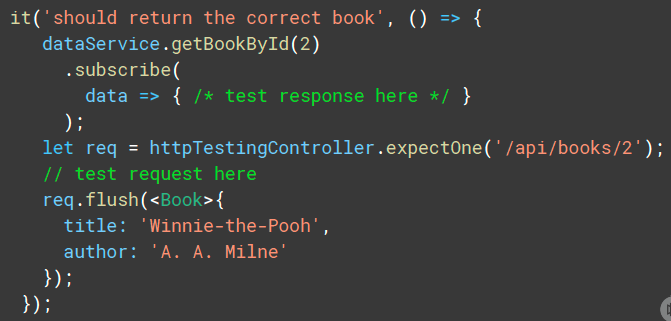 it('should return the correct book', () => {
dataService.getBookById(2)
.subscribe(
data => { /* test response here */ }
);
let req = httpTestingController.expectOne('/api/books/2');
// test request here
req.flush(<Book>{
title: 'Winnie-the-Pooh',
author: 'A. A. Milne'
});
});